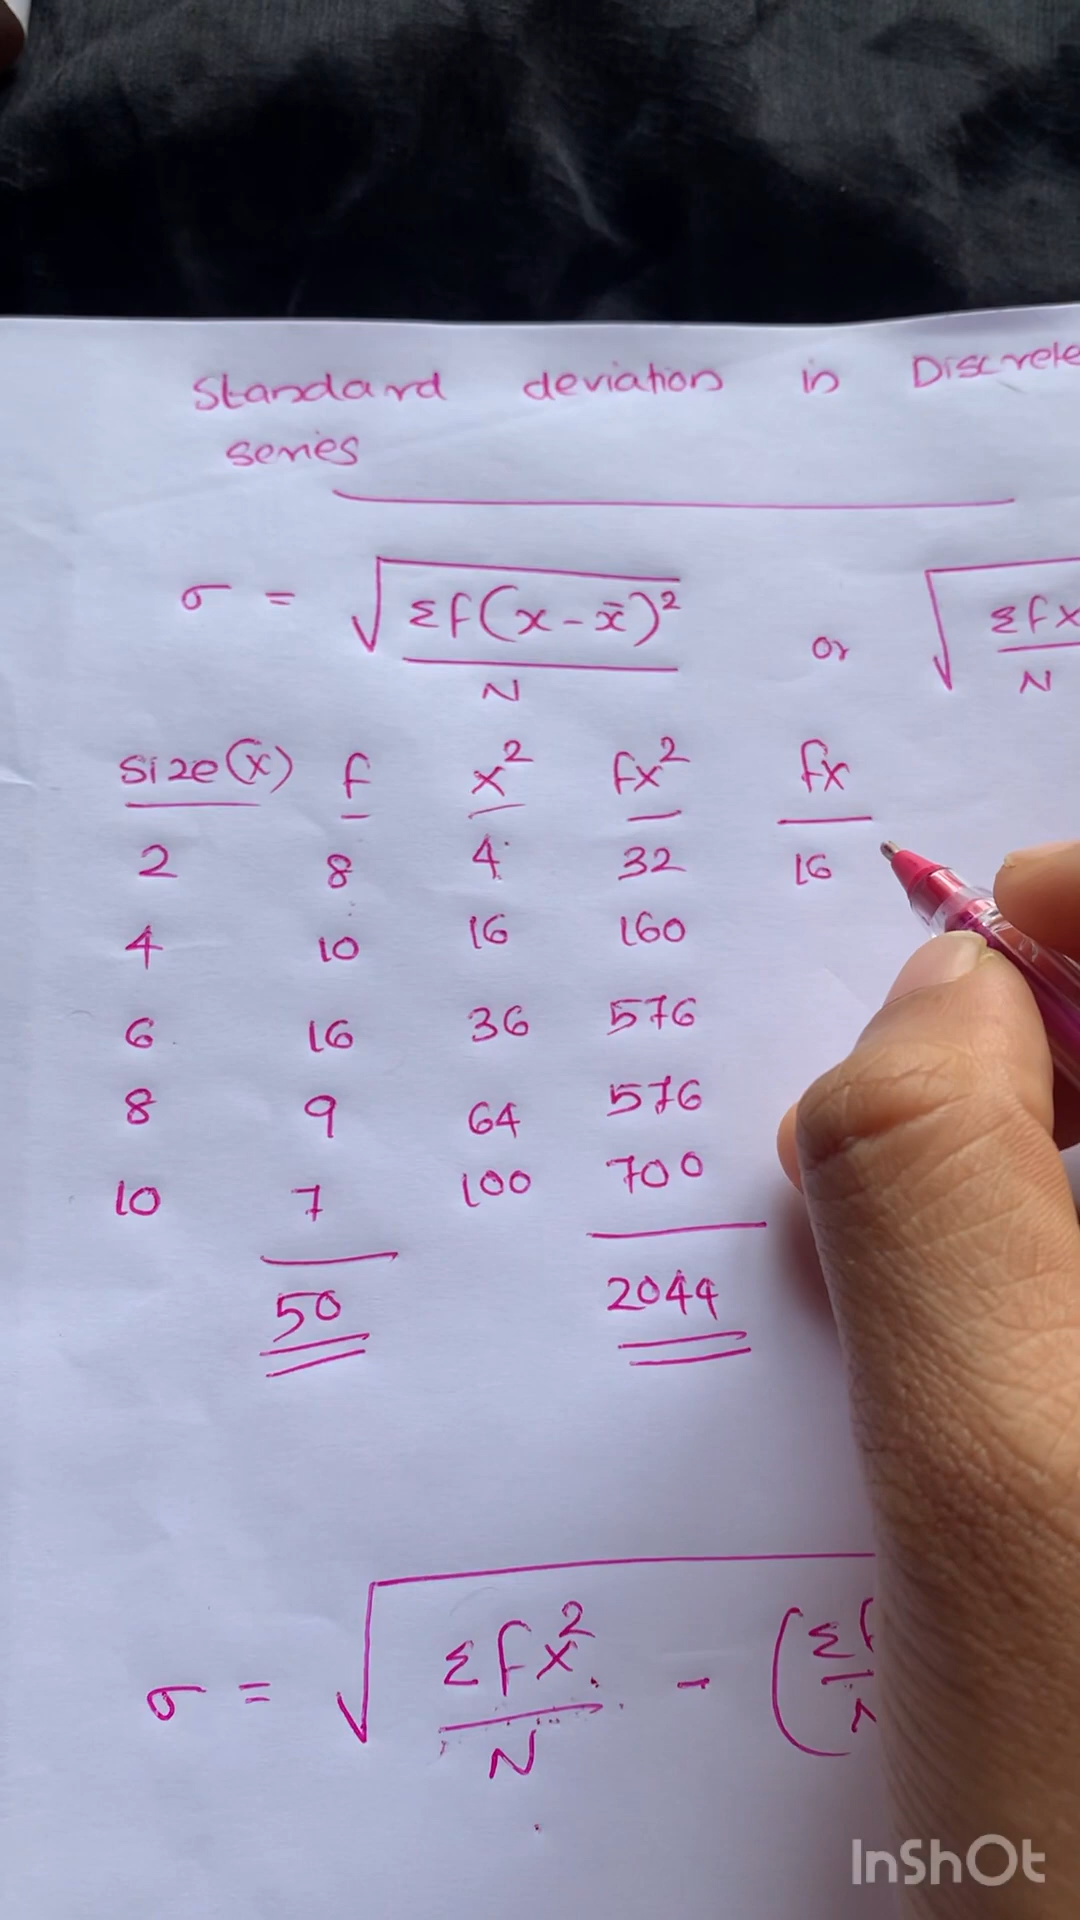 Standard deviation in Discrete
series
σ = √Σf(x-x̄)²/N or √Σfx/N
Size(x) f x² fx² fx
2 8 4 32 16
4 10 16 160
6 16 36 576
8 9 64 576
10 7 100 700
50 2044
σ = √Σfx²/N - (Σf
InShOt